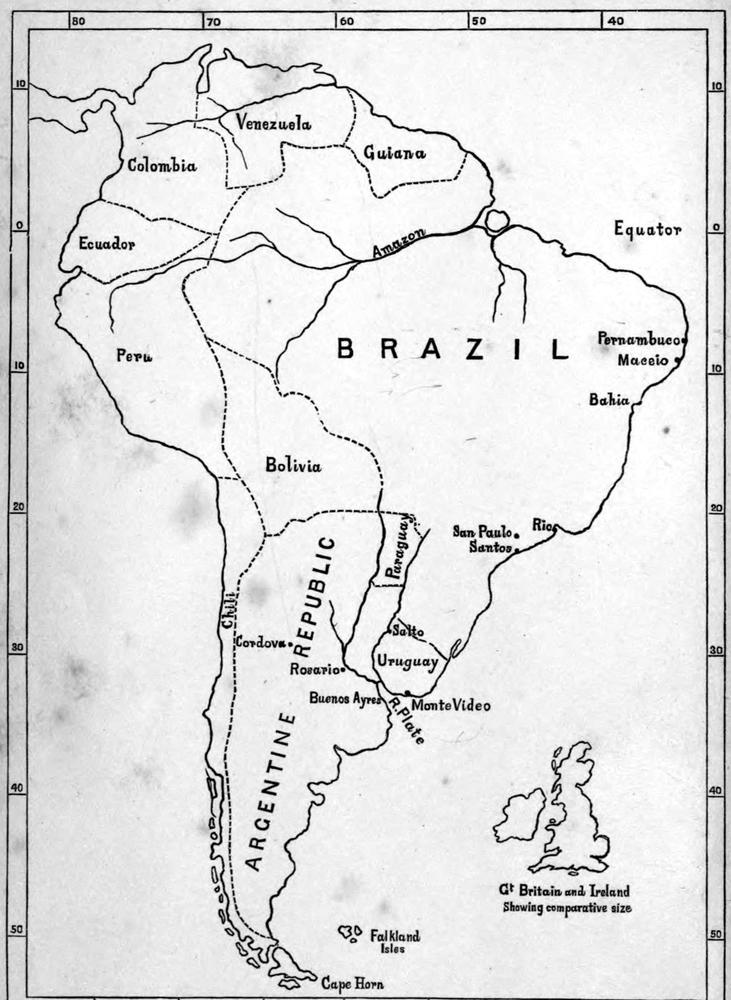 80 70 60 50 40
10 10
Venezuela
Guiana
Colombia
0 Equator 0
Ecuador
Amazon
Pernambuco
Peru
BRAZIL
Maceio
10 10
Bahia
Bolivia
20 20
Rio
San Paulo
Santos
Paraguay
REPUBLIC
Chili
Salto
Cordova
30 30
Uruguay
Rosario
Buenos Ayres
Monte Video
R. Plate
ARGENTINE
40 40
Gt Britain and Ireland
Showing comparative size
50 50
Falkland
Isles
Cape Horn